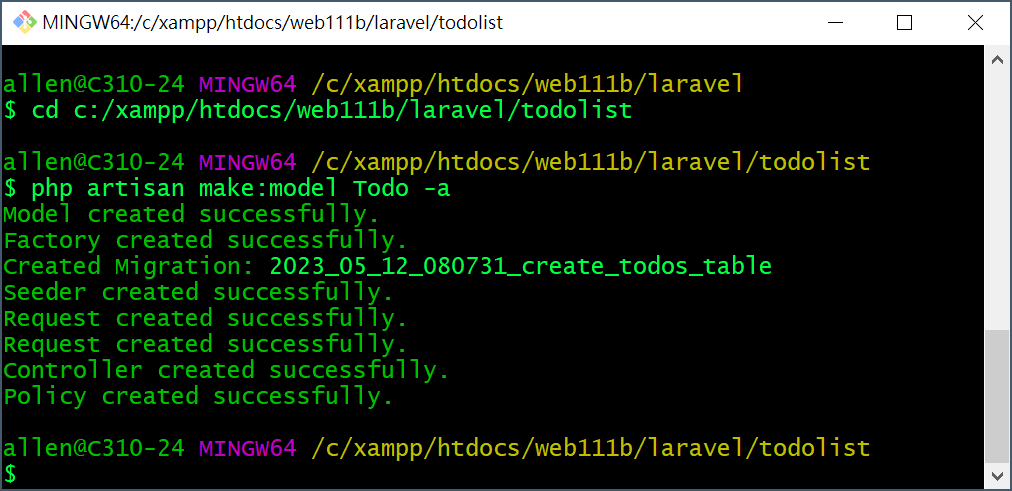 MINGW64:/c/xampp/htdocs/web111b/laravel/todolist
allen@C310-24 MINGW64 /c/xampp/htdocs/web111b/laravel
$ cd c:/xampp/htdocs/web111b/laravel/todolist
allen@C310-24 MINGW64 /c/xampp/htdocs/web111b/laravel/todolist
$ php artisan make:model Todo -a
Model created successfully.
Factory created successfully.
Created Migration: 2023_05_12_080731_create_todos_table
Seeder created successfully.
Request created successfully.
Request created successfully.
Controller created successfully.
Policy created successfully.
allen@C310-24 MINGW64 /c/xampp/htdocs/web111b/laravel/todolist
$